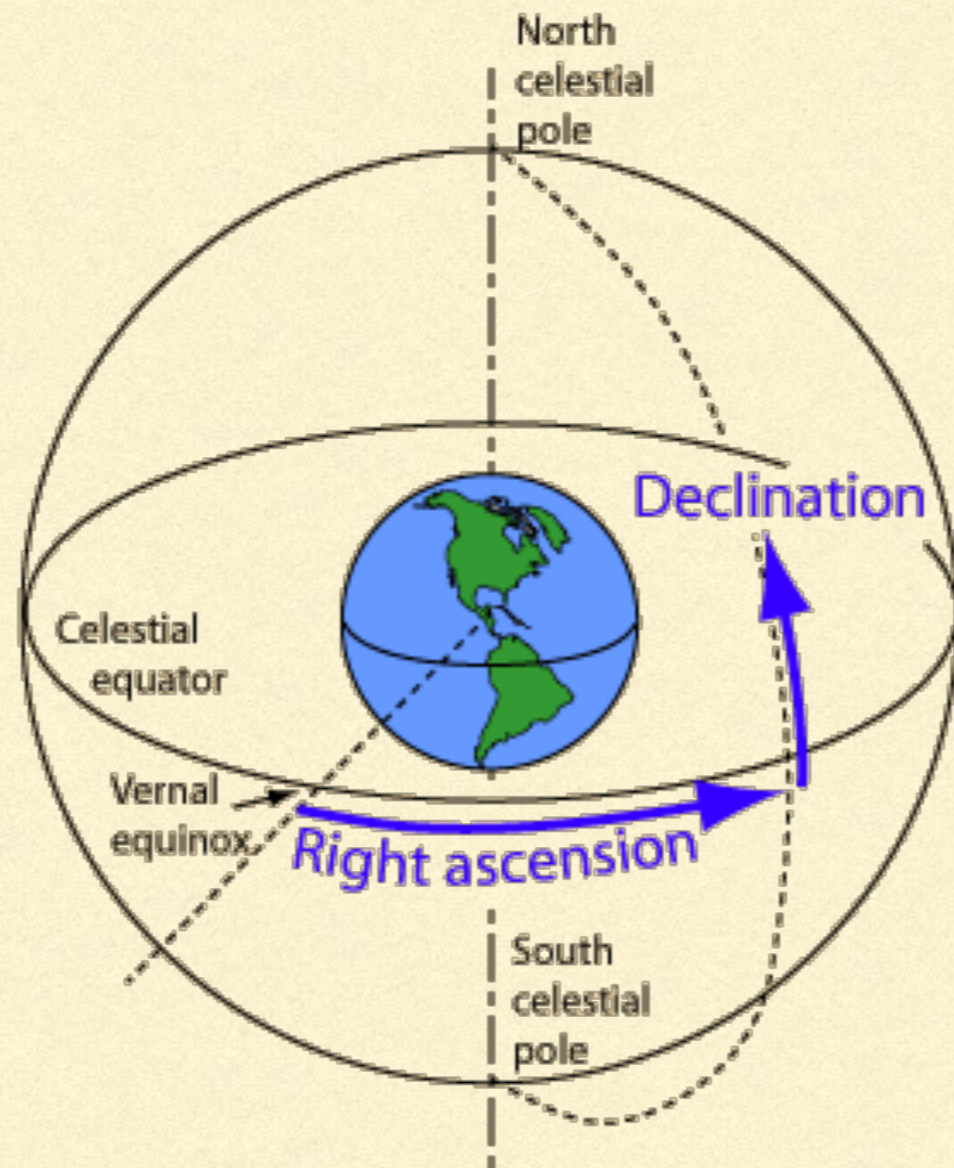 North
celestial
pole
Declination
Celestial
equator
Vernal
equinox
Right ascension
South
celestial
pole